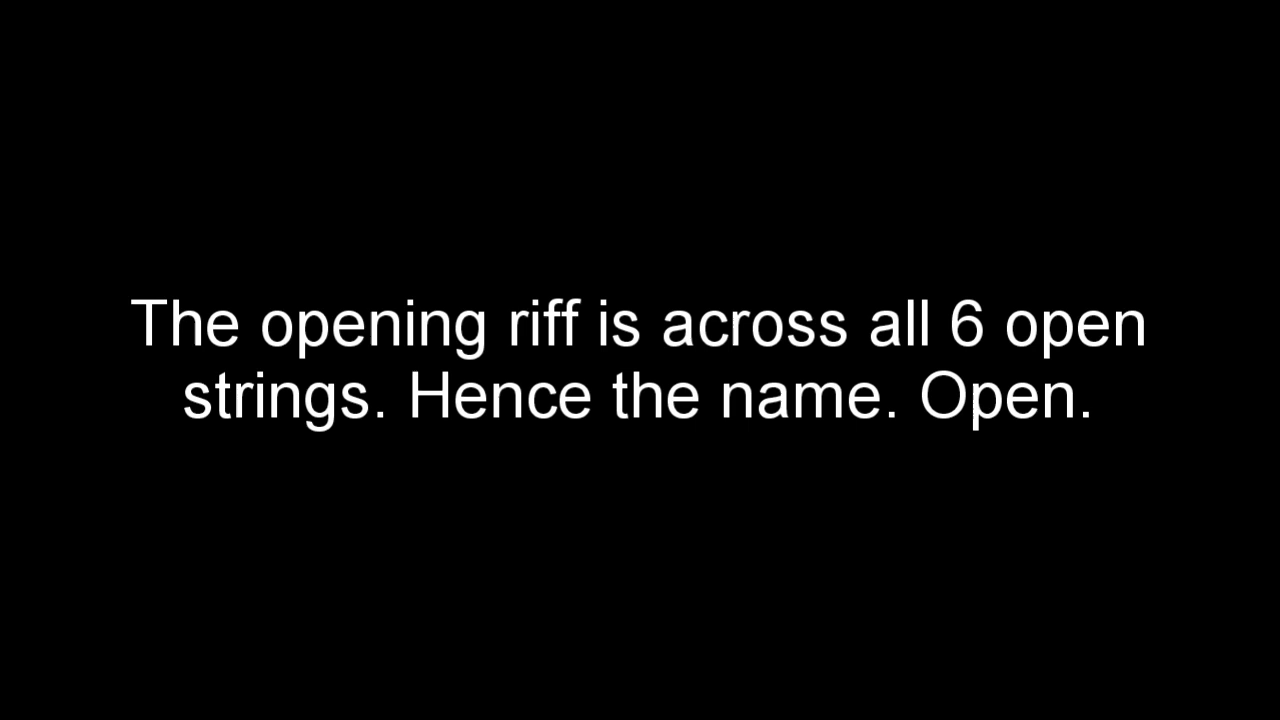 The opening riff is across all 6 open
strings. Hence the name. Open.